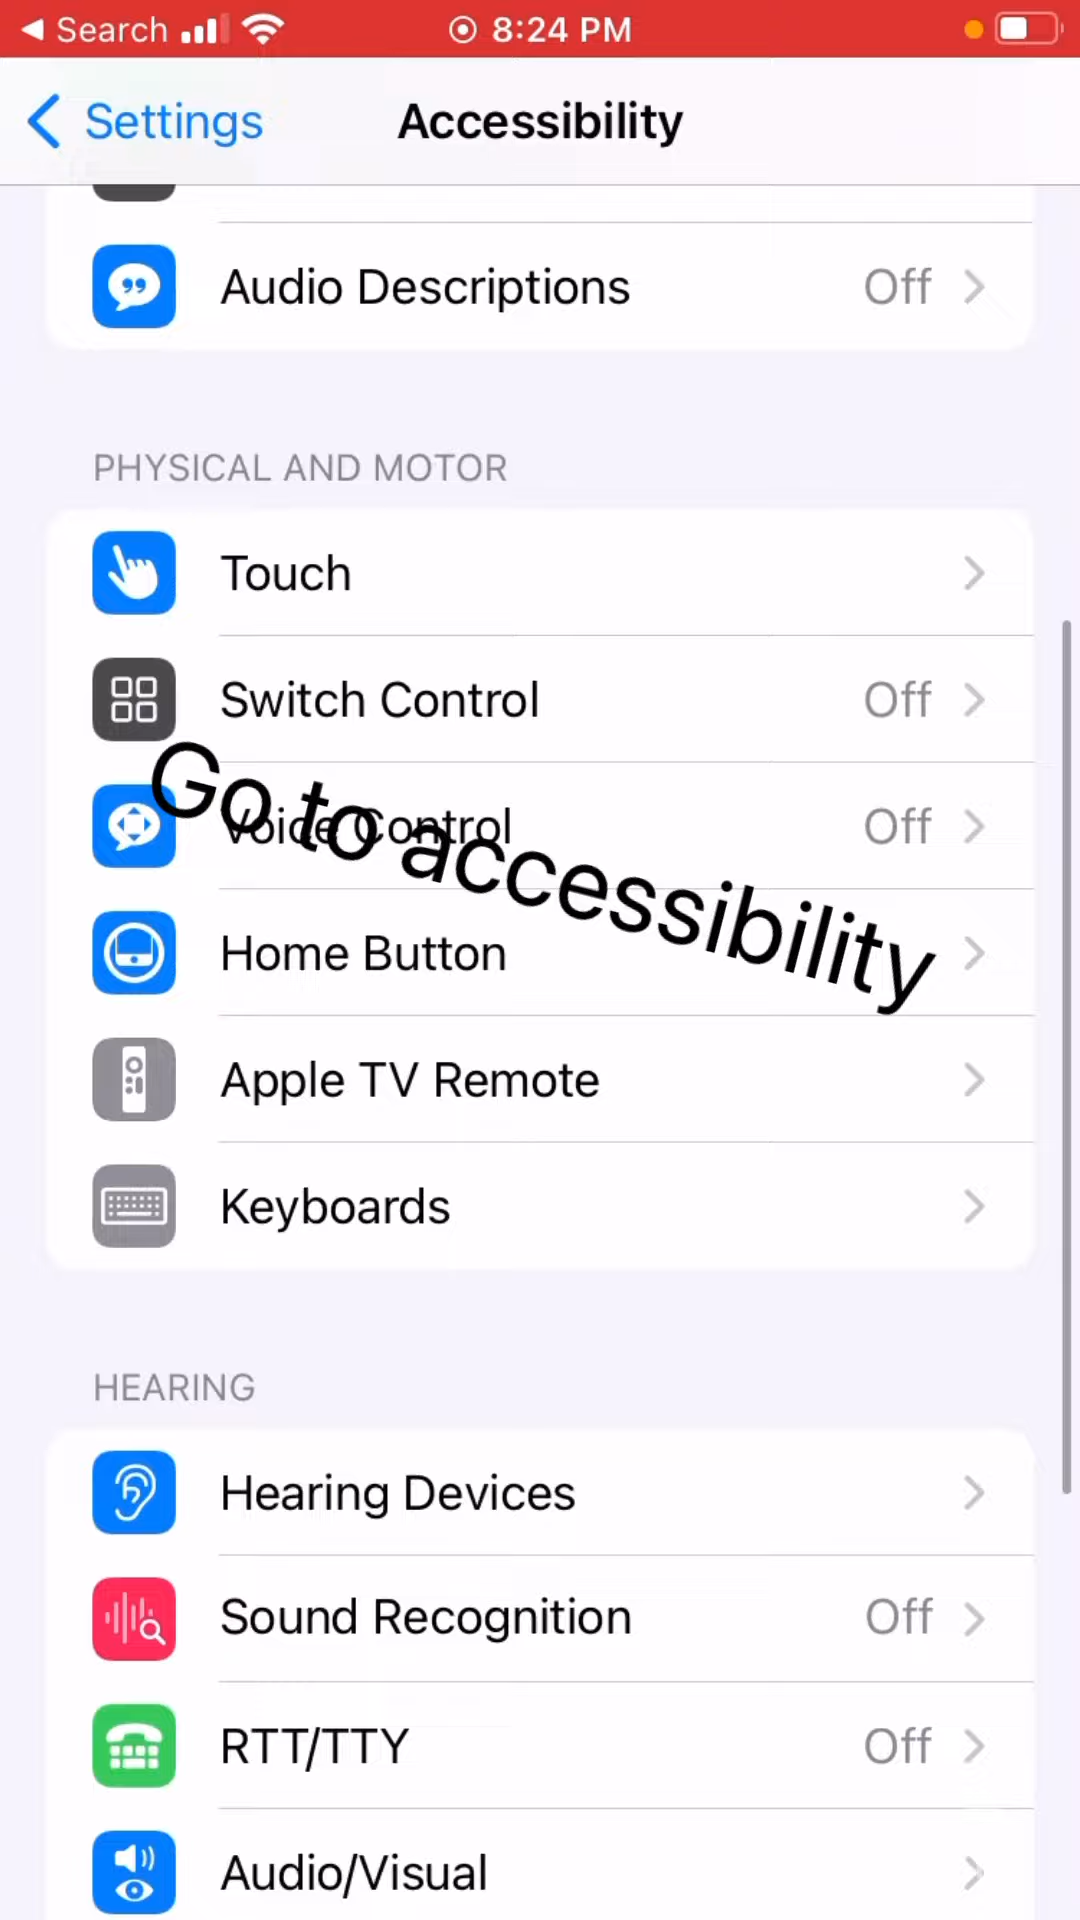 Search 8:24 PM
Settings Accessibility
Audio Descriptions Off
PHYSICAL AND MOTOR
Touch
Switch Control Off
Voice Control Off
Go to accessibility
Home Button
Apple TV Remote
Keyboards
HEARING
Hearing Devices
Sound Recognition Off
RTT/TTY Off
Audio/Visual